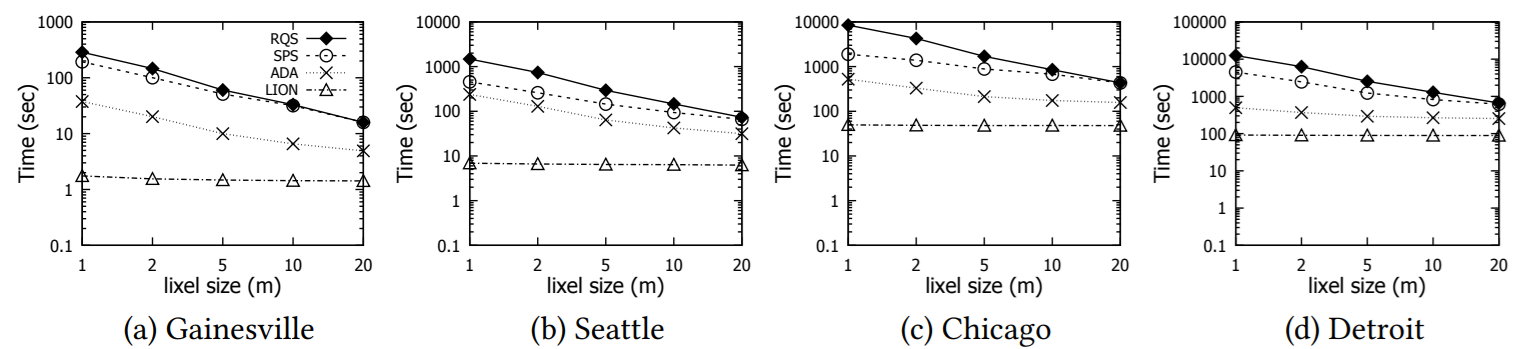 1000
100
10
1
0.1
Time (sec)
RQS
SPS
ADA
LION
1 2 5 10 20
lixel size (m)
(a) Gainesville
10000
1000
100
10
1
0.1
Time (sec)
1 2 5 10 20
lixel size (m)
(b) Seattle
10000
1000
100
10
1
0.1
Time (sec)
1 2 5 10 20
lixel size (m)
(c) Chicago
100000
10000
1000
100
10
1
0.1
Time (sec)
1 2 5 10 20
lixel size (m)
(d) Detroit